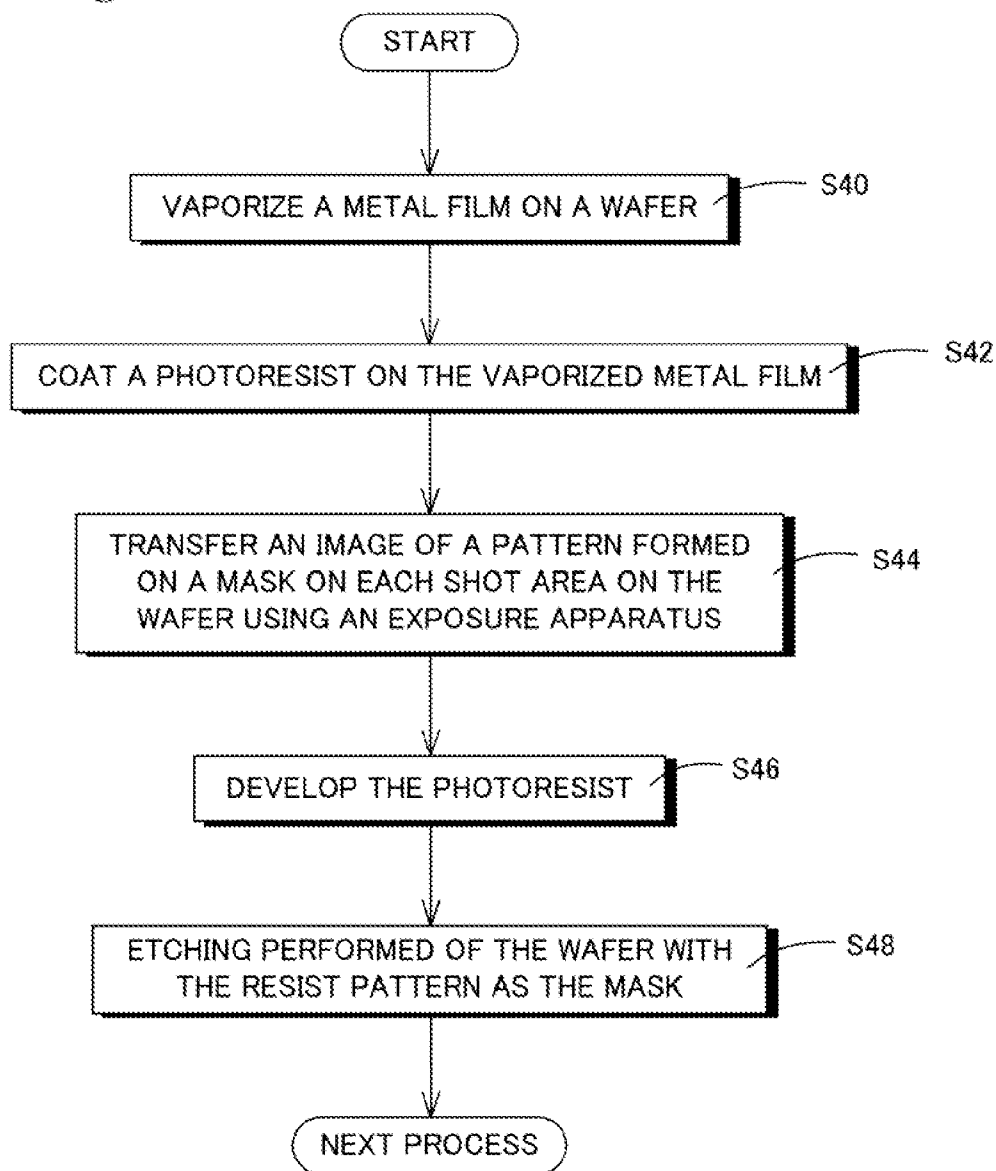 START
VAPORIZE A METAL FILM ON A WAFER
S40
COAT A PHOTORESIST ON THE VAPORIZED METAL FILM
S42
TRANSFER AN IMAGE OF A PATTERN FORMED
ON A MASK ON EACH SHOT AREA ON THE
WAFER USING AN EXPOSURE APPARATUS
S44
DEVELOP THE PHOTORESIST
S46
ETCHING PERFORMED OF THE WAFER WITH
THE RESIST PATTERN AS THE MASK
S48
NEXT PROCESS